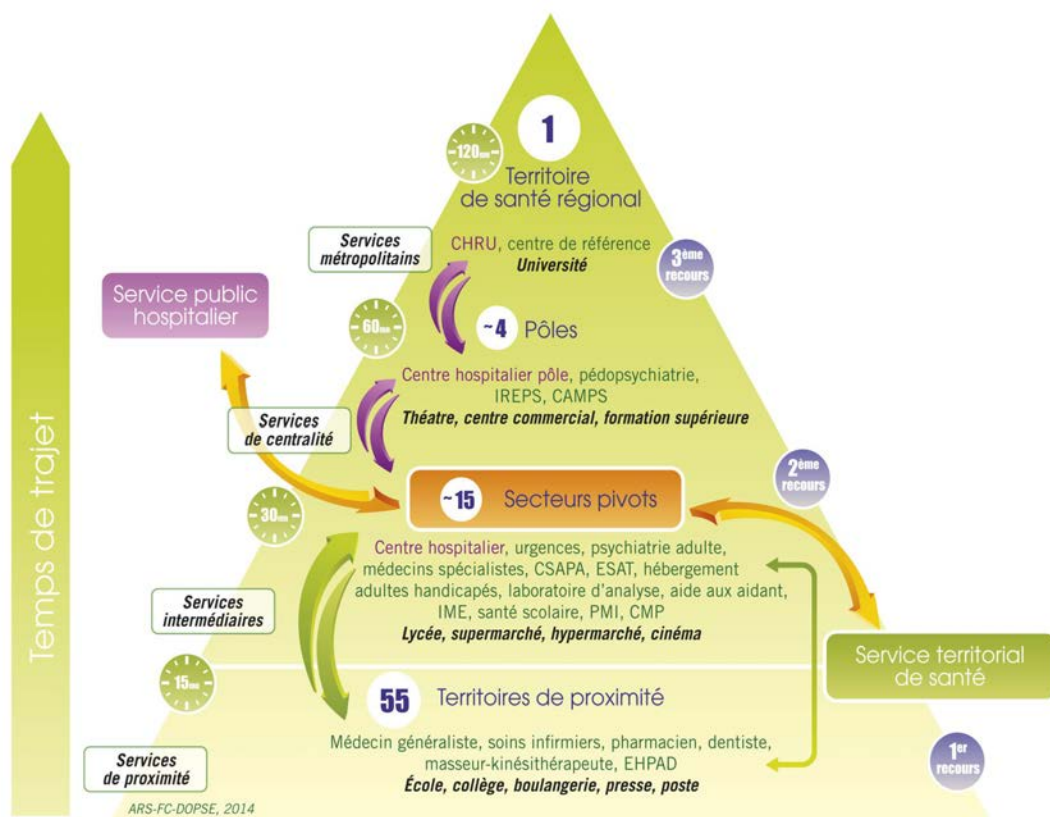 1
120mn
Territoire
de santé régional
Services
métropolitains
CHRU, centre de référence
Université
3ème
recours
Service public
hospitalier
60mn
~4 Pôles
Centre hospitalier pôle, pédopsychiatrie,
IREPS, CAMPS
Théatre, centre commercial, formation supérieure
Services
de centralité
2ème
recours
~15 Secteurs pivots
30mn
Centre hospitalier, urgences, psychiatrie adulte,
médecins spécialistes, CSAPA, ESAT, hébergement
adultes handicapés, laboratoire d'analyse, aide aux aidant,
IME, santé scolaire, PMI, CMP
Lycée, supermarché, hypermarché, cinéma
Services
intermédiaires
Service territorial
de santé
15mn
55 Territoires de proximité
Médecin généraliste, soins infirmiers, pharmacien, dentiste,
masseur-kinésithérapeute, EHPAD
École, collège, boulangerie, presse, poste
Services
de proximité
1er
recours
Temps de trajet
ARS-FC-DOPSE, 2014